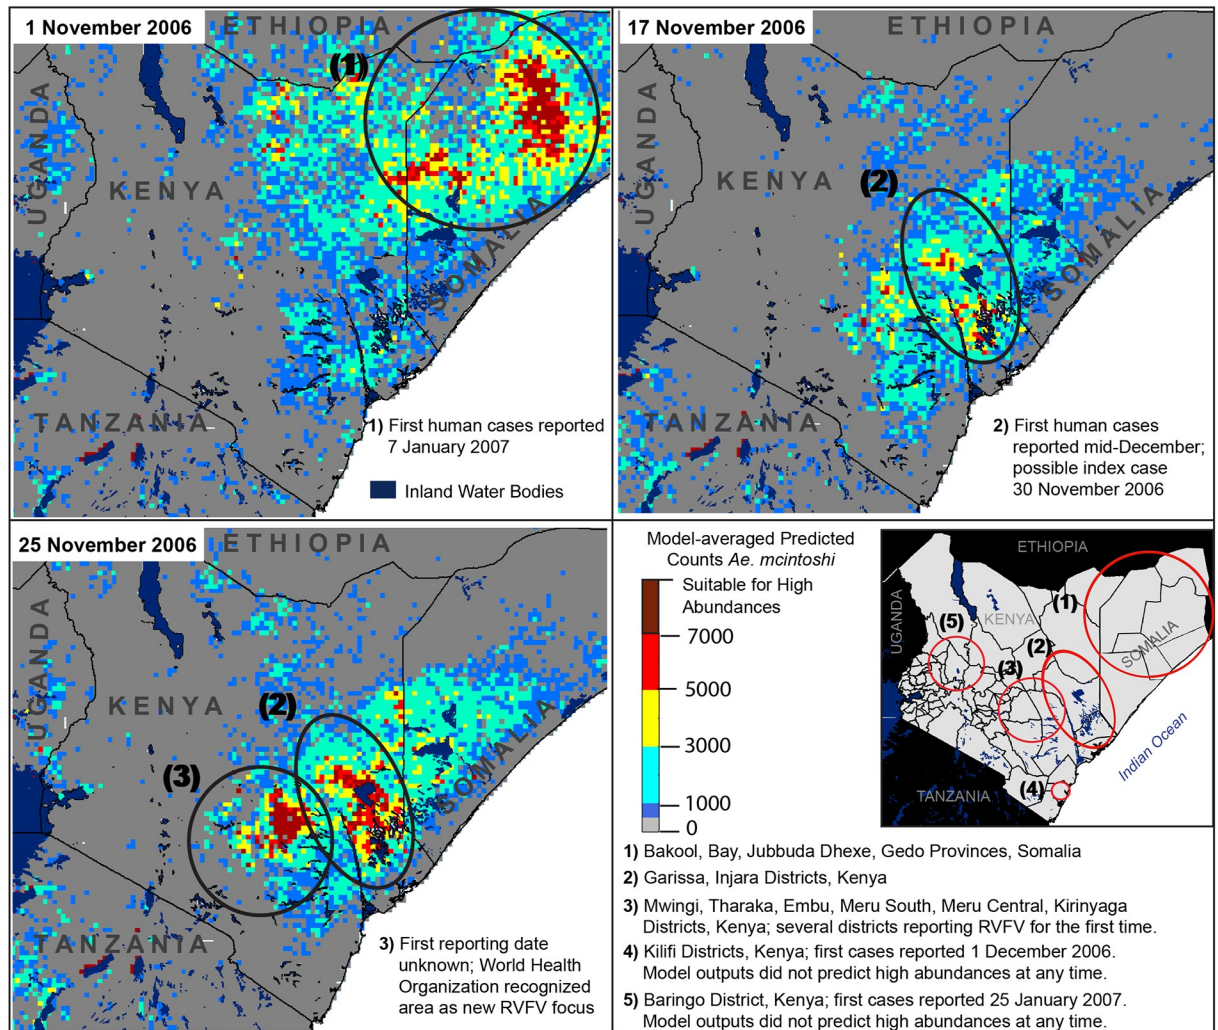 1 November 2006
ETHIOPIA
(1)
UGANDA
KENYA
SOMALIA
TANZANIA
1) First human cases reported
7 January 2007
Inland Water Bodies
17 November 2006
ETHIOPIA
UGANDA
KENYA
(2)
SOMALIA
TANZANIA
2) First human cases
reported mid-December;
possible index case
30 November 2006
25 November 2006
ETHIOPIA
UGANDA
KENYA
(2)
(3)
SOMALIA
TANZANIA
3) First reporting date
unknown; World Health
Organization recognized
area as new RVFV focus
Model-averaged Predicted
Counts Ae. mcintoshi
Suitable for High
Abundances
7000
5000
3000
1000
0
ETHIOPIA
UGANDA
KENYA
(1)
(5)
SOMALIA
(2)
(3)
Indian Ocean
(4)
TANZANIA
1) Bakool, Bay, Jubbuda Dhexe, Gedo Provinces, Somalia
2) Garissa, Injara Districts, Kenya
3) Mwingi, Tharaka, Embu, Meru South, Meru Central, Kirinyaga
Districts, Kenya; several districts reporting RVFV for the first time.
4) Kilifi Districts, Kenya; first cases reported 1 December 2006.
Model outputs did not predict high abundances at any time.
5) Baringo District, Kenya; first cases reported 25 January 2007.
Model outputs did not predict high abundances at any time.